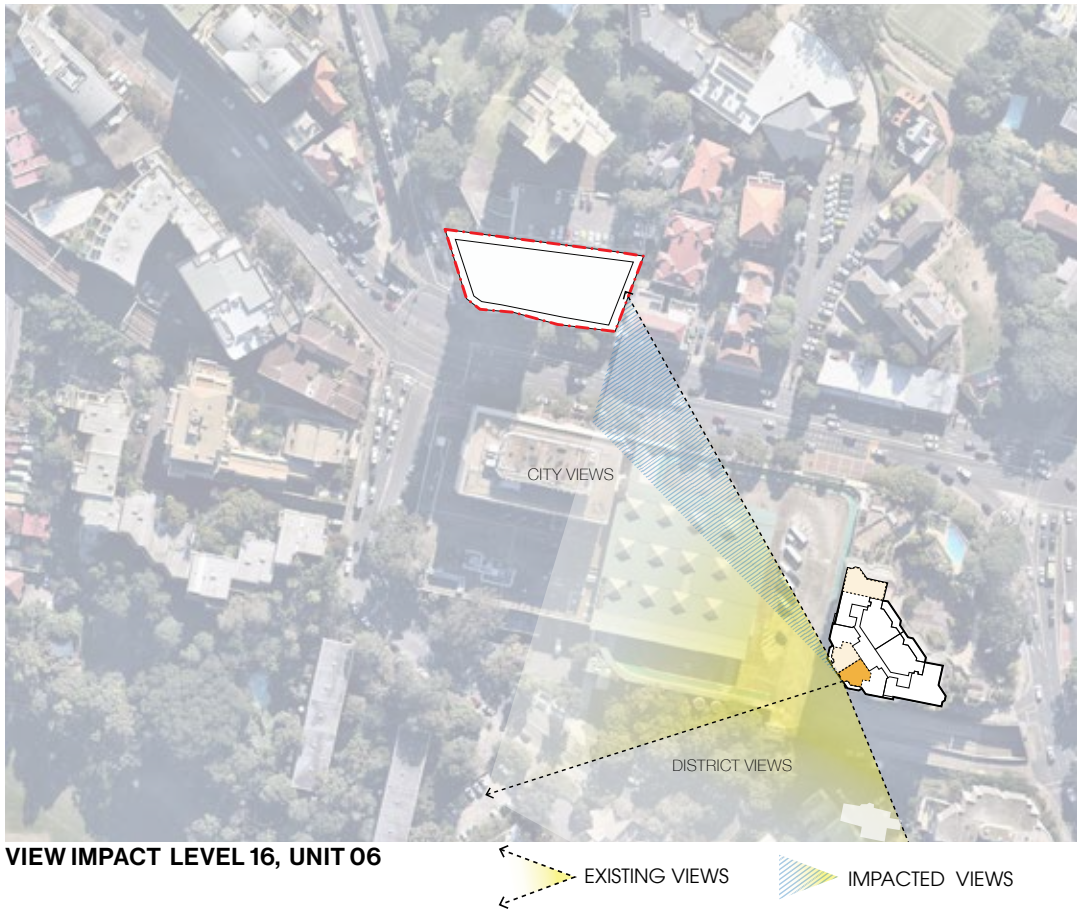 CITY VIEWS
DISTRICT VIEWS
VIEW IMPACT LEVEL 16, UNIT 06
EXISTING VIEWS
IMPACTED VIEWS